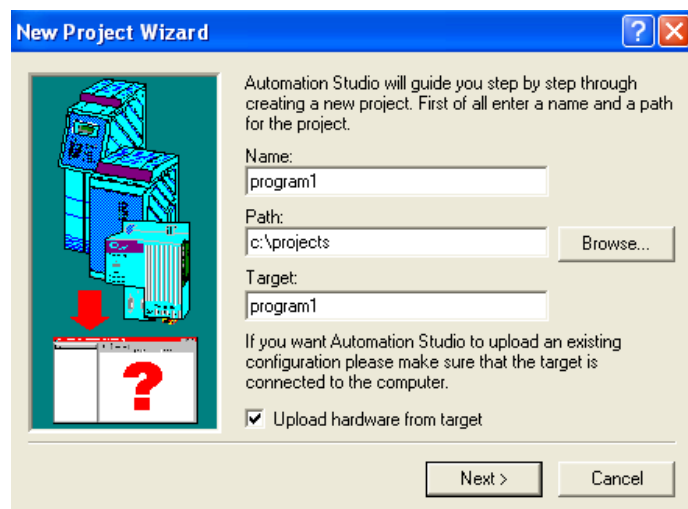 New Project Wizard
Automation Studio will guide you step by step through
creating a new project. First of all enter a name and a path
for the project.
Name:
program1
Path:
c:\projects
Browse...
Target:
program1
If you want Automation Studio to upload an existing
configuration please make sure that the target is
connected to the computer.
Upload hardware from target
Next >
Cancel